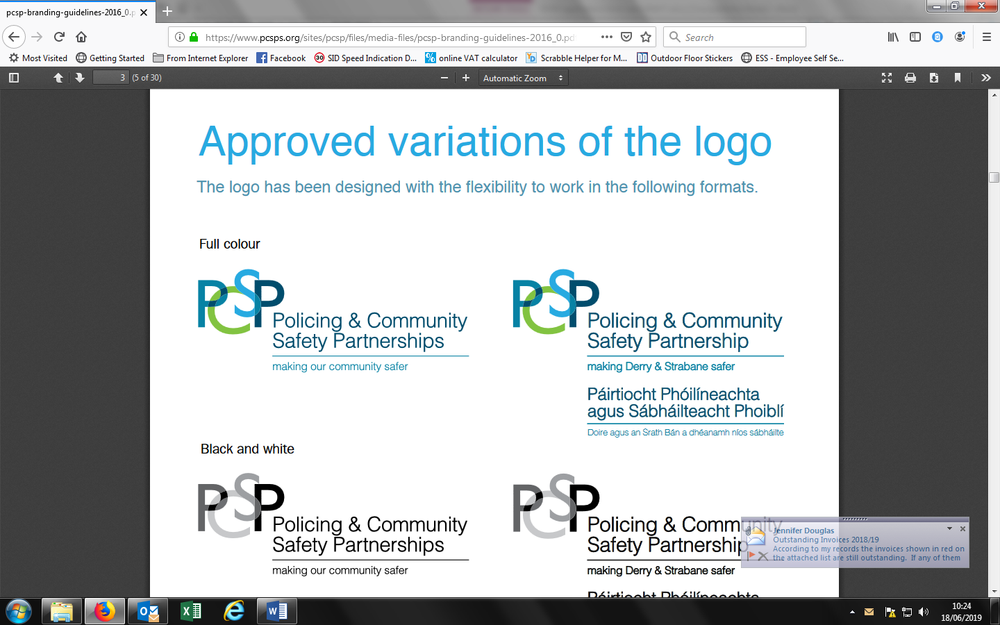 pcsp-branding-guidelines-2016_0.p
https://www.pcsps.org/sites/pcsp/files/media-files/pcsp-branding-guidelines-2016_0.pd
Search
Most Visited Getting Started From Internet Explorer Facebook 30 SID Speed Indication D... % online VAT calculator Scrabble Helper for M... Outdoor Floor Stickers ESS - Employee Self Se...
3 (5 of 30) Automatic Zoom
Approved variations of the logo
The logo has been designed with the flexibility to work in the following formats.
Full colour
PCSP
Policing & Community
Safety Partnerships
making our community safer
PCSP
Policing & Community
Safety Partnership
making Derry & Strabane safer
Páirtiocht Phóilíneachta
agus Sábháilteacht Phoiblí
Doire agus an Srath Bán a dhéanamh níos sábháilte
Black and white
PCSP
Policing & Community
Safety Partnerships
making our community safer
PCSP
Policing & Community
Safety Partnership
making Derry & Strabane safer
Páirtiocht Phóilíneachta
Jennifer Douglas
Outstanding Invoices 2018/19
According to my records the invoices shown in red on
the attached list are still outstanding. If any of them
10:24
18/06/2019